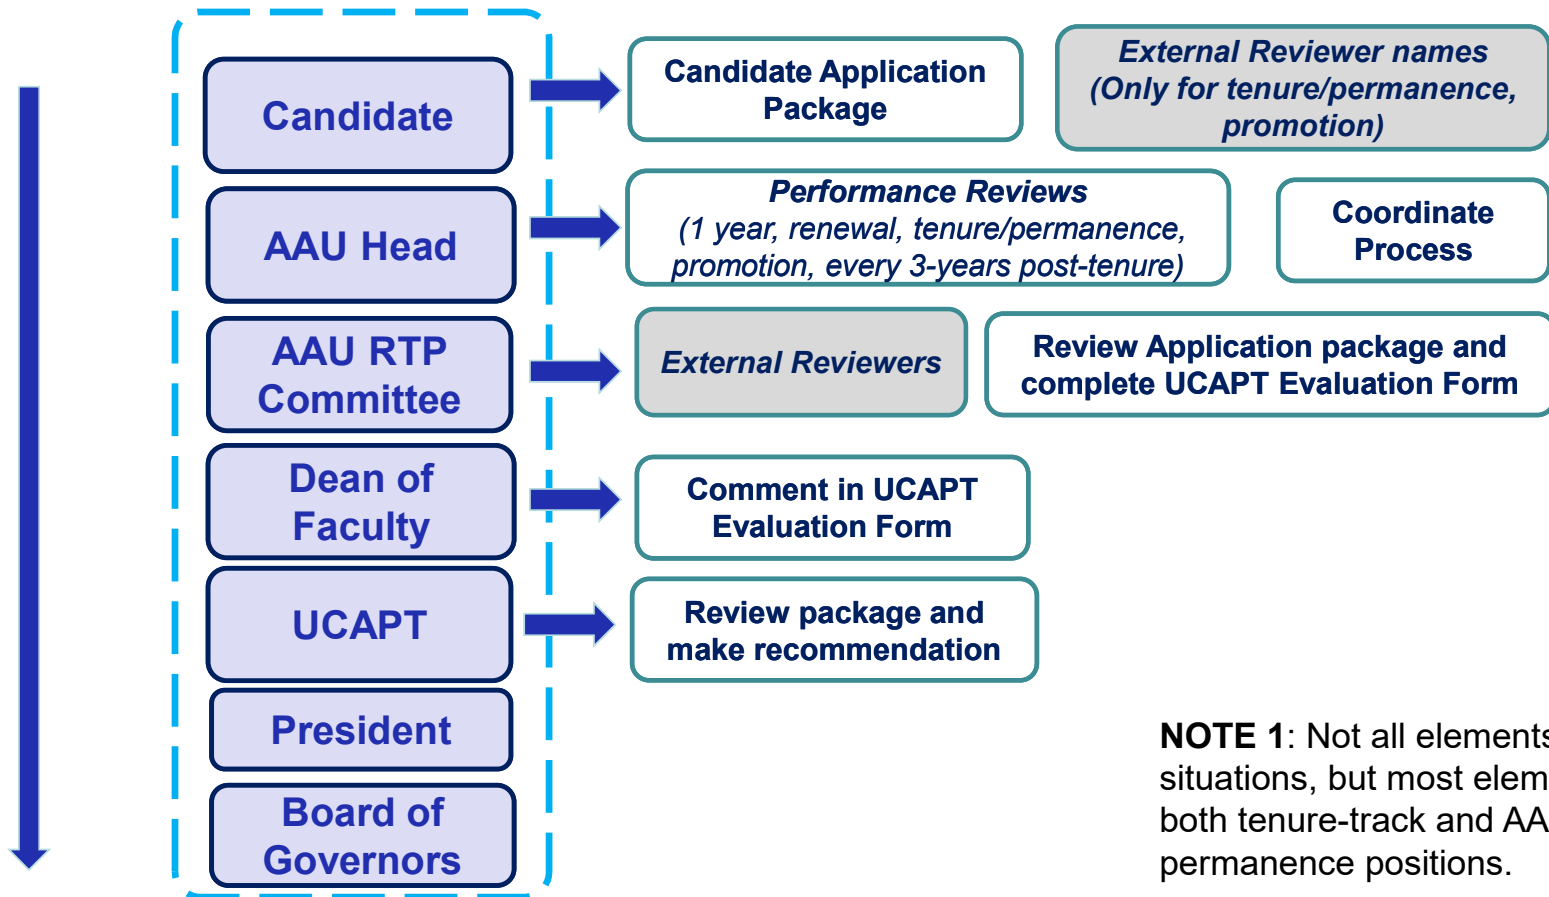 Candidate
Candidate Application
Package
External Reviewer names
(Only for tenure/permanence,
promotion)
AAU Head
Performance Reviews
(1 year, renewal, tenure/permanence,
promotion, every 3-years post-tenure)
Coordinate
Process
AAU RTP
Committee
External Reviewers
Review Application package and
complete UCAPT Evaluation Form
Dean of
Faculty
Comment in UCAPT
Evaluation Form
UCAPT
Review package and
make recommendation
President
Board of
Governors
NOTE 1: Not all elements
situations, but most elem
both tenure-track and AA
permanence positions.